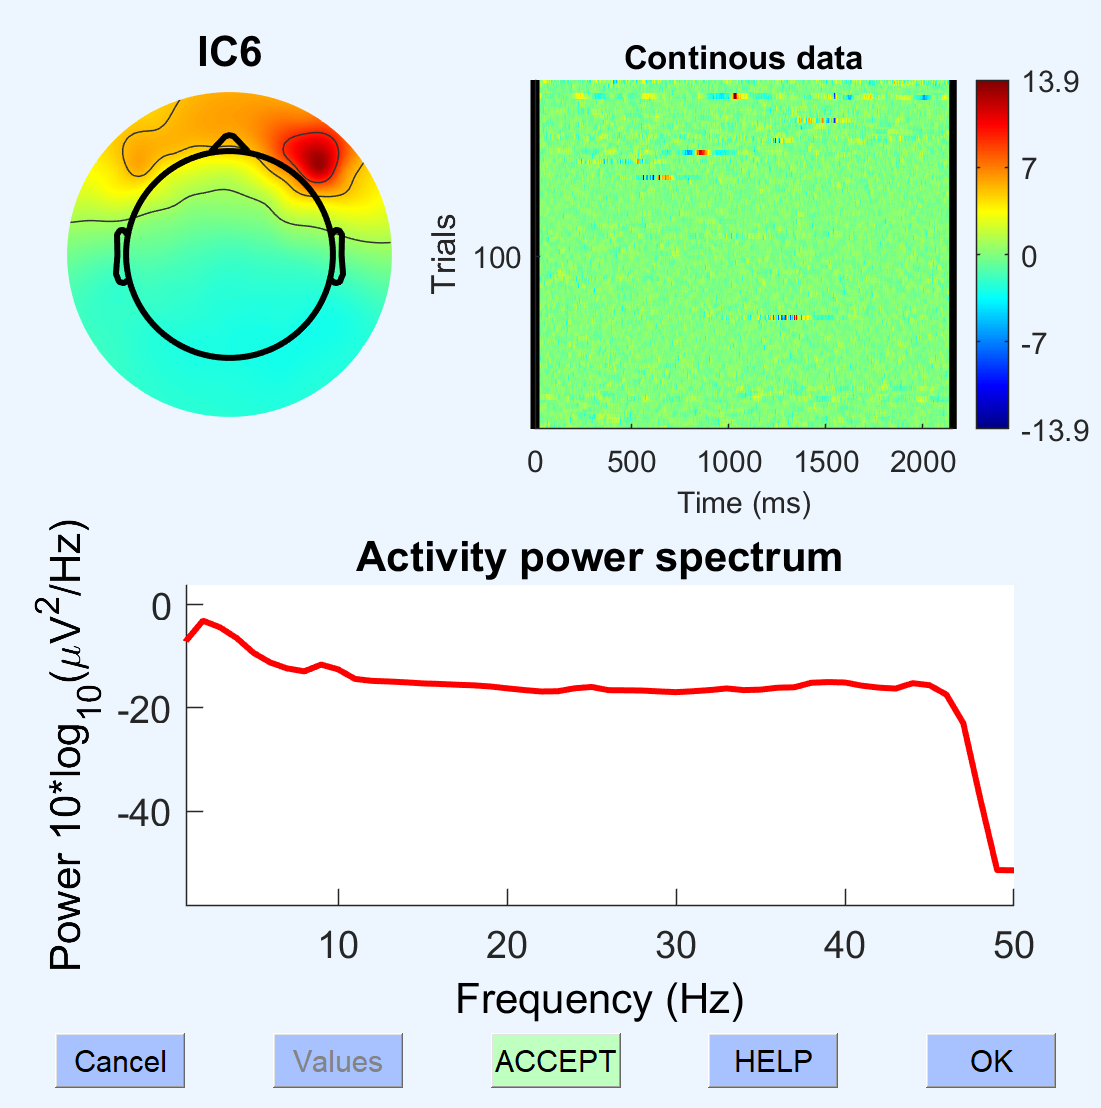 IC6
Continous data
Trials
100
0
500
1000
1500
2000
Time (ms)
13.9
7
0
-7
-13.9
Activity power spectrum
Power 10*log10(μV2/Hz)
0
-20
-40
10
20
30
40
50
Frequency (Hz)
Cancel
Values
ACCEPT
HELP
OK